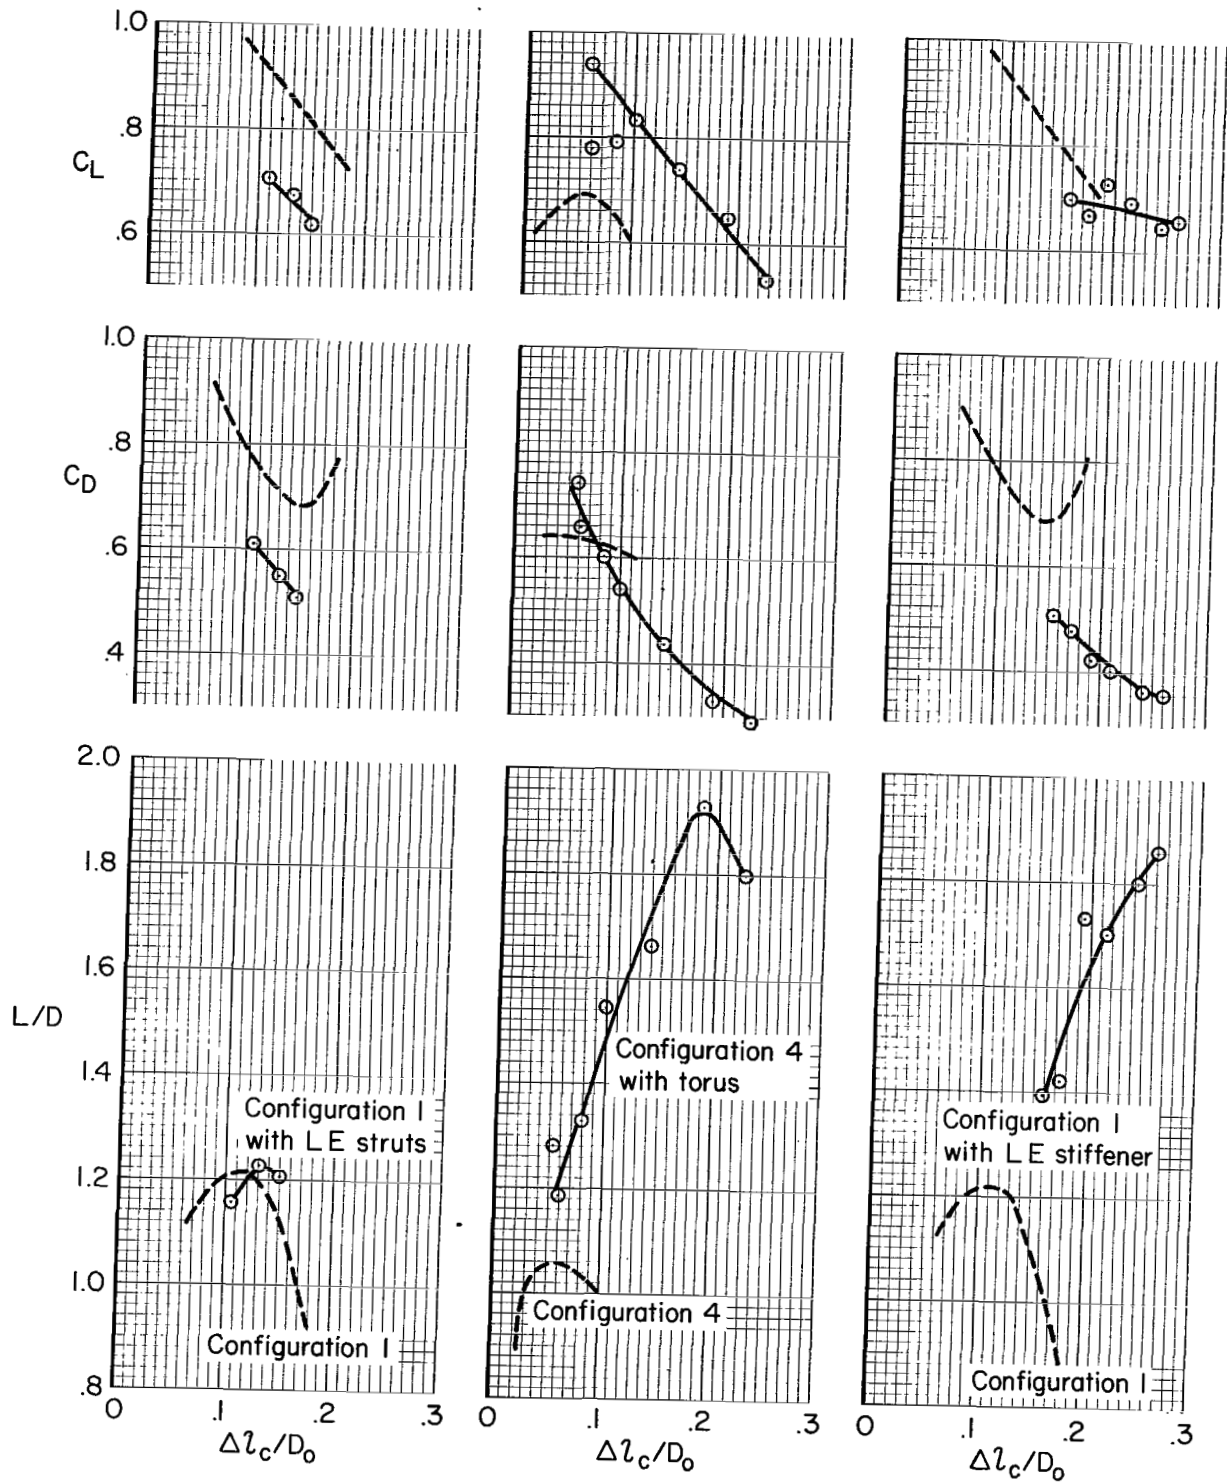 1.0
.8
C_L
.6
1.0
.8
C_D
.6
.4
2.0
1.8
1.6
L/D
1.4
1.2
1.0
.8
Configuration 1
with LE struts
Configuration 1
Configuration 4
with torus
Configuration 4
Configuration 1
with LE stiffener
Configuration 1
0 .1 .2 .3
Δl_c/D_o
0 .1 .2 .3
Δl_c/D_o
0 .1 .2 .3
Δl_c/D_o